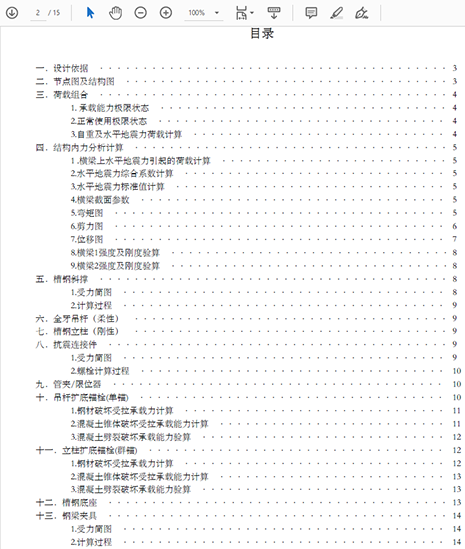 2 / 15 100%
目录
一．设计依据 3
二．节点图及结构图 3
三．荷载组合 4
1. 承载能力极限状态 4
2.正常使用极限状态 4
3.自重及水平地震力荷载计算 4
四．结构内力分析计算 5
1 .横梁上水平地震力引起的荷载计算 5
2.水平地震力综合系数计算 5
3.水平地震力标准值计算 5
4.横梁截面参数 5
5.弯矩图 5
6.剪力图 6
7.位移图 7
8.横梁1强度及刚度验算 8
9.横梁2强度及刚度验算 8
五．槽钢斜撑 8
1.受力简图 8
2.计算过程 9
六．全牙吊杆（柔性） 9
七．槽钢立柱（刚性） 9
八．抗震连接件 9
1.受力简图 9
2.螺栓计算过程 10
九．管夹/限位器 10
十．吊杆扩底锚栓(单锚) 10
1.钢材破坏受拉承载力计算 11
2.混凝土锥体破坏受拉承载能力计算 11
3.混凝土劈裂破坏承载能力验算 12
十一．立柱扩底锚栓(群锚) 12
1.钢材破坏受拉承载力计算 12
2.混凝土锥体破坏受拉承载能力计算 13
3.混凝土劈裂破坏承载能力验算 13
十二．槽钢底座 13
十三．钢梁夹具 14
1.受力简图 14
2.计算过程 14